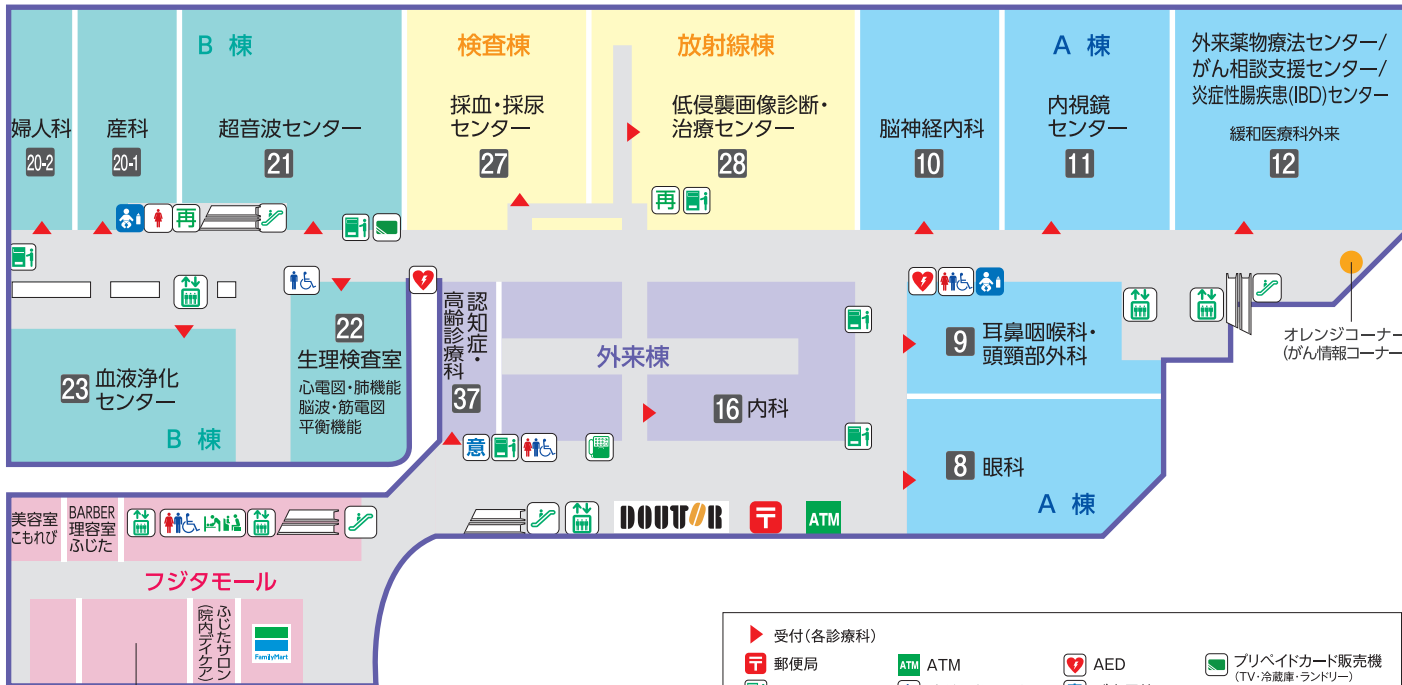 B 棟
検査棟
放射線棟
A 棟
外来薬物療法センター/
がん相談支援センター/
炎症性腸疾患(IBD)センター
緩和医療科外来
12
婦人科
20-2
産科
20-1
超音波センター
21
採血・採尿
センター
27
低侵襲画像診断・
治療センター
28
脳神経内科
10
内視鏡
センター
11
再
再
オレンジコーナー
(がん情報コーナー
23 血液浄化
センター
B 棟
22
生理検査室
心電図・肺機能
脳波・筋電図
平衡機能
認知症・
高齢診療科
37
外来棟
16 内科
9 耳鼻咽喉科・
頭頸部外科
8 眼科
A 棟
意
DOUTOR
〒
ATM
美容室
こもれび
BARBER
理容室
ふじた
フジタモール
ふじたサロン
(院内デイケア)
FamilyMart
受付(各診療科)
〒 郵便局
ATM ATM
AED
プリペイドカード販売機
(TV・冷蔵庫・ランドリー)